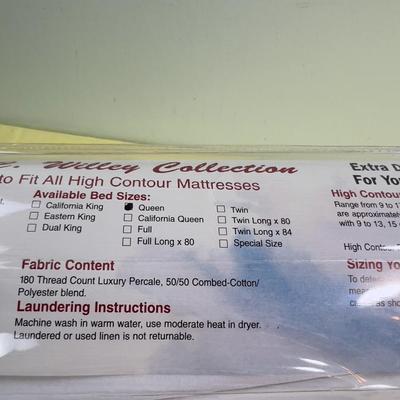 Willey Collection
to Fit All High Contour Mattresses
Available Bed Sizes:
California King
Eastern King
Dual King
Queen
California Queen
Full
Full Long x 80
Twin
Twin Long x 80
Twin Long x 84
Special Size
Fabric Content
180 Thread Count Luxury Percale, 50/50 Combed-Cotton/
Polyester blend.
Laundering Instructions
Machine wash in warm water, use moderate heat in dryer.
Laundered or used linen is not returnable.
Extra D
For You
High Contou
Range from 9 to 1
are approximately
with 9 to 13, 15
High Contou
Sizing Yo
To dete